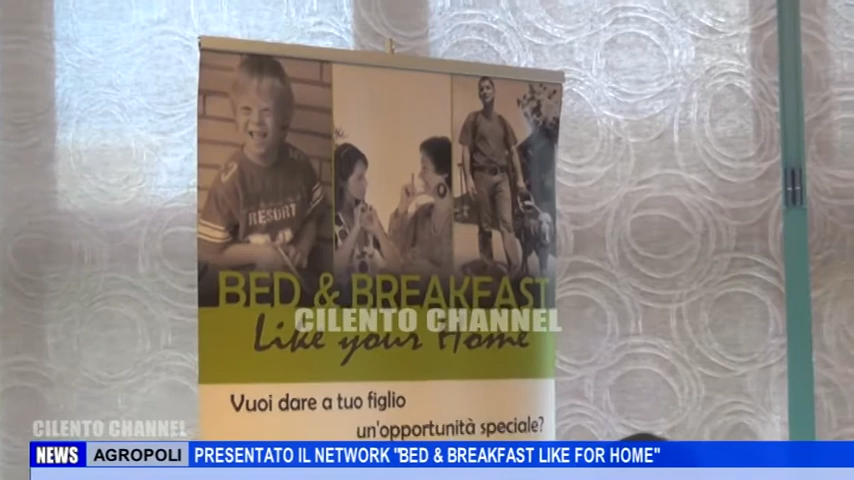 RESORT
BED & BREAKFAST
Like your Home
CILENTO CHANNEL
Vuoi dare a tuo figlio
un'opportunità speciale?
CILENTO CHANNEL
NEWS AGROPOLI PRESENTATO IL NETWORK "BED & BREAKFAST LIKE FOR HOME"